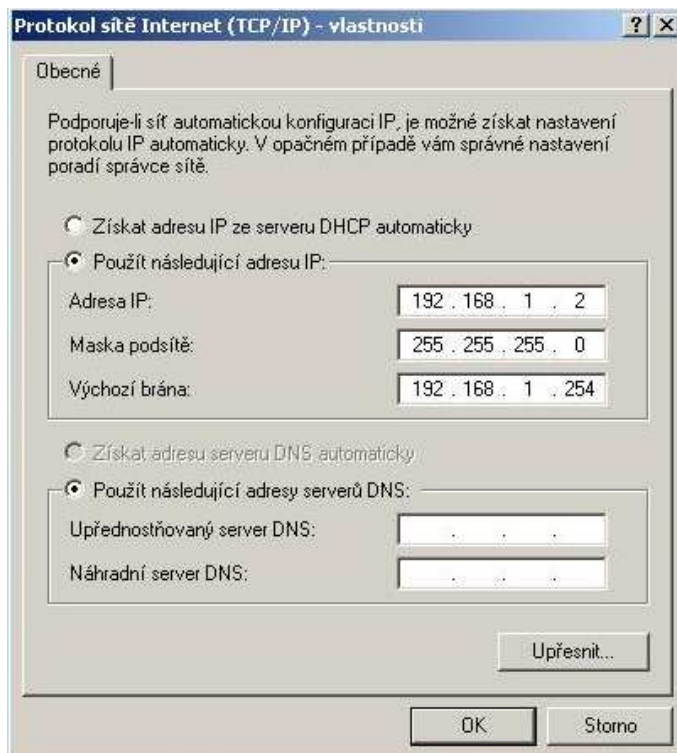 Protokol sítě Internet (TCP/IP) - vlastnosti
Obecné
Podporuje-li síť automatickou konfiguraci IP, je možné získat nastavení
protokolu IP automaticky. V opačném případě vám správné nastavení
poradí správce sítě.
Získat adresu IP ze serveru DHCP automaticky
Použít následující adresu IP:
Adresa IP: 192 . 168 . 1 . 2
Maska podsítě: 255 . 255 . 255 . 0
Výchozí brána: 192 . 168 . 1 . 254
Získat adresu serveru DNS automaticky
Použít následující adresy serverů DNS:
Upřednostňovaný server DNS: . . .
Náhradní server DNS: . . .
Upřesnit...
OK Storno